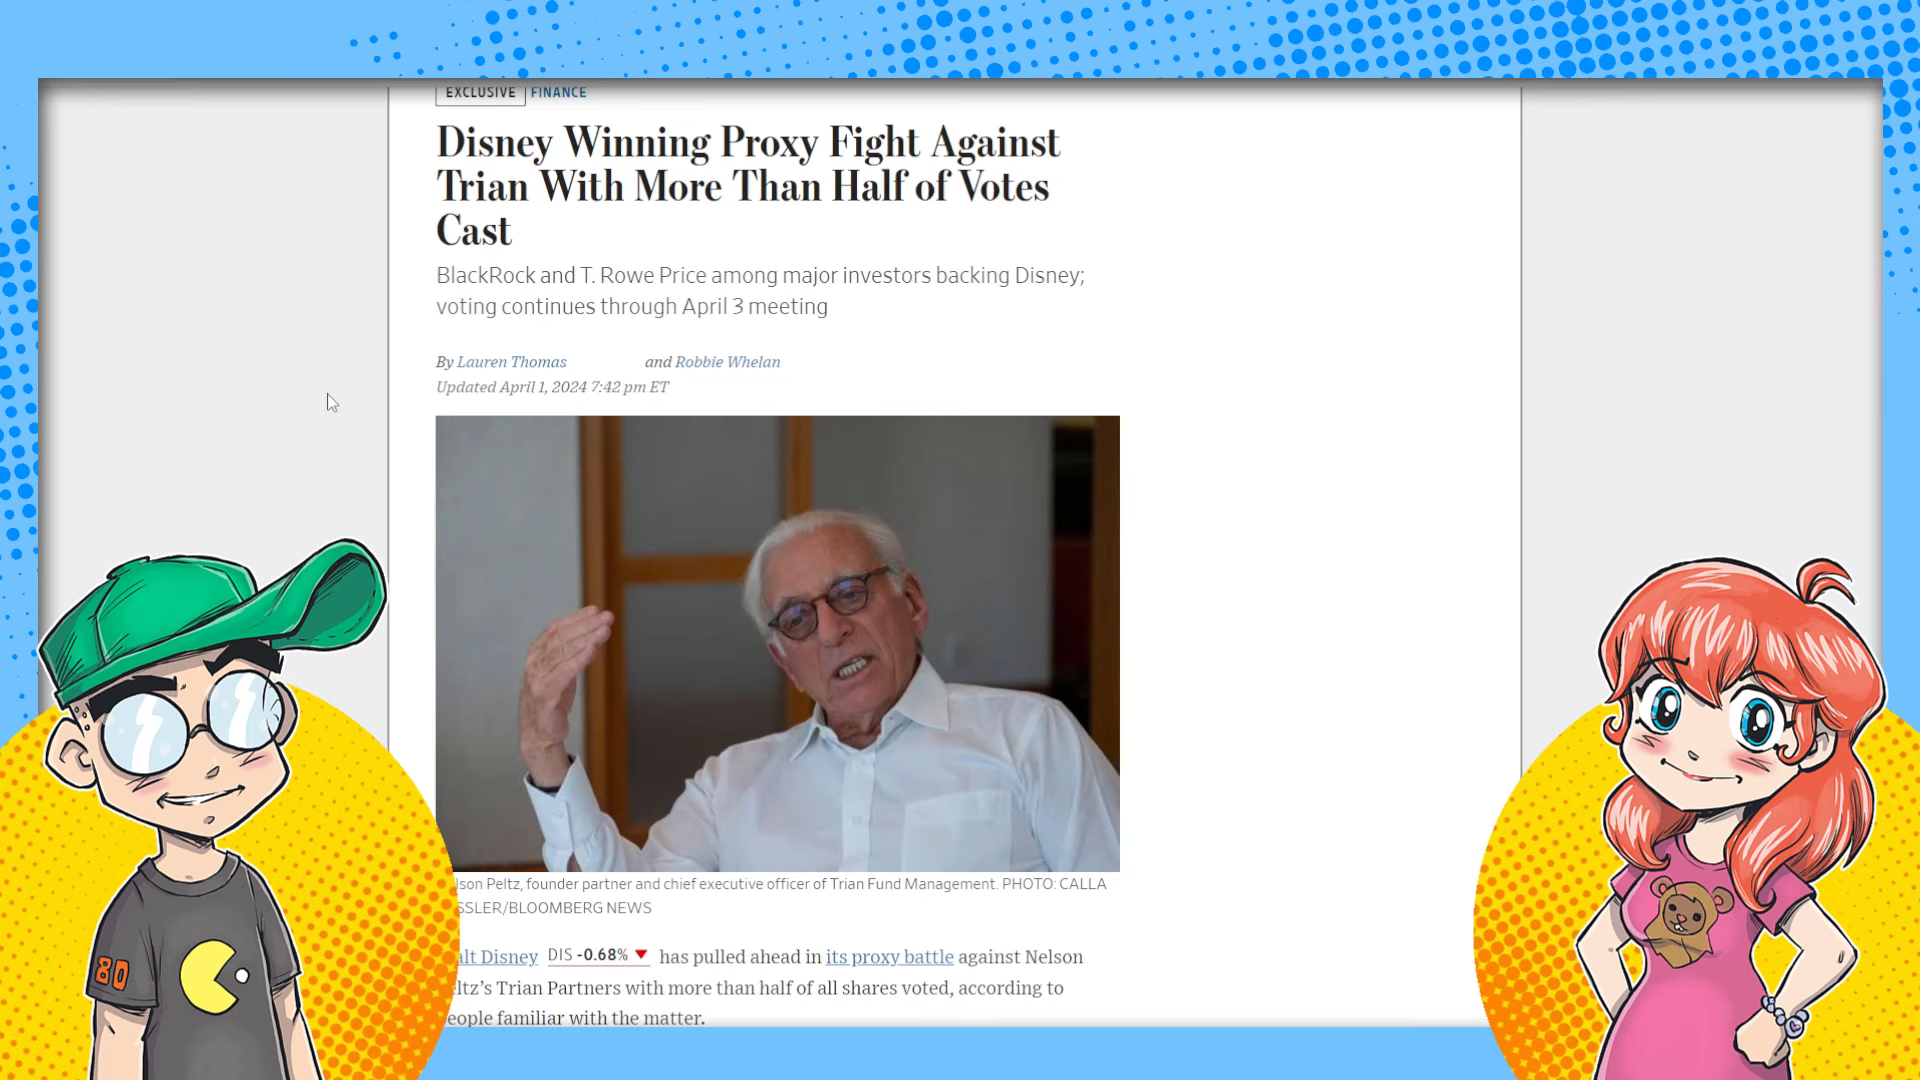 EXCLUSIVE FINANCE
Disney Winning Proxy Fight Against
Trian With More Than Half of Votes
Cast
BlackRock and T. Rowe Price among major investors backing Disney;
voting continues through April 3 meeting
By Lauren Thomas and Robbie Whelan
Updated April 1, 2024 7:42 pm ET
lson Peltz, founder partner and chief executive officer of Trian Fund Management. PHOTO: CALLA
SSLER/BLOOMBERG NEWS
alt Disney DIS -0.68% ▼ has pulled ahead in its proxy battle against Nelson
eltz's Trian Partners with more than half of all shares voted, according to
eople familiar with the matter.
80